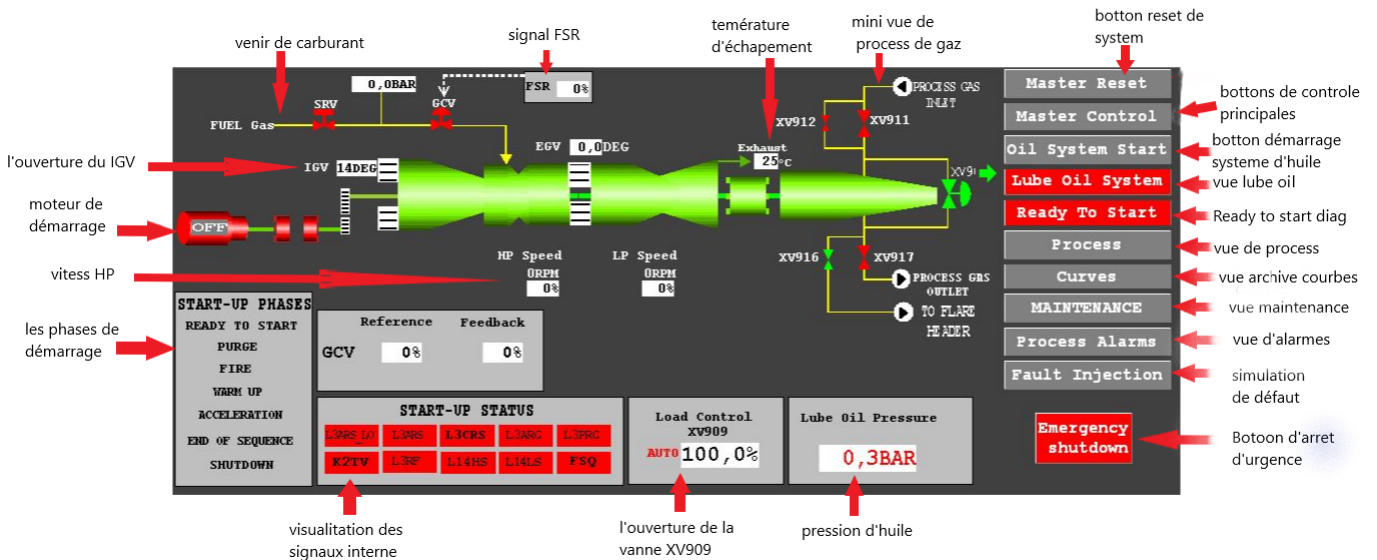 venir de carburant
signal FSR
temérature
d'échapement
mini vue de
process de gaz
botton reset de
system
0,0BAR
FSR 0%
PROCESS GAS
INLET
Master Reset
SRV
GCV
XV912
XV911
Master Control
bottons de controle
principales
FUEL Gas
l'ouverture du IGV
IGV 14DEG
EGV 0,0DEG
Exhaust
25°C
Oil System Start
botton démarrage
systeme d'huile
Lube Oil System
vue lube oil
moteur de
démarrage
OFF
Ready To Start
Ready to start diag
Process
vue de process
vitess HP
HP Speed
0RPM
0%
LP Speed
0RPM
0%
XV916
XV917
PROCESS GAS
OUTLET
TO FLARE
HEADER
Curves
vue archive courbes
MAINTENANCE
vue maintenance
Process Alarms
vue d'alarmes
Fault Injection
simulation
de défaut
les phases de
démarrage
START-UP PHASES
READY TO START
PURGE
FIRE
WARM UP
ACCELERATION
END OF SEQUENCE
SHUTDOWN
Reference Feedback
GCV 0% 0%
START-UP STATUS
L3ARS_LO L3ARS L3CRS L3ARC L3PRG
K2TV L3RF L14HS L14LS FSQ
Load Control
XV909
AUTO 100,0%
Lube Oil Pressure
0,3BAR
Emergency
shutdown
Botoon d'arret
d'urgence
visualitation des
signaux interne
l'ouverture de la
vanne XV909
pression d'huile